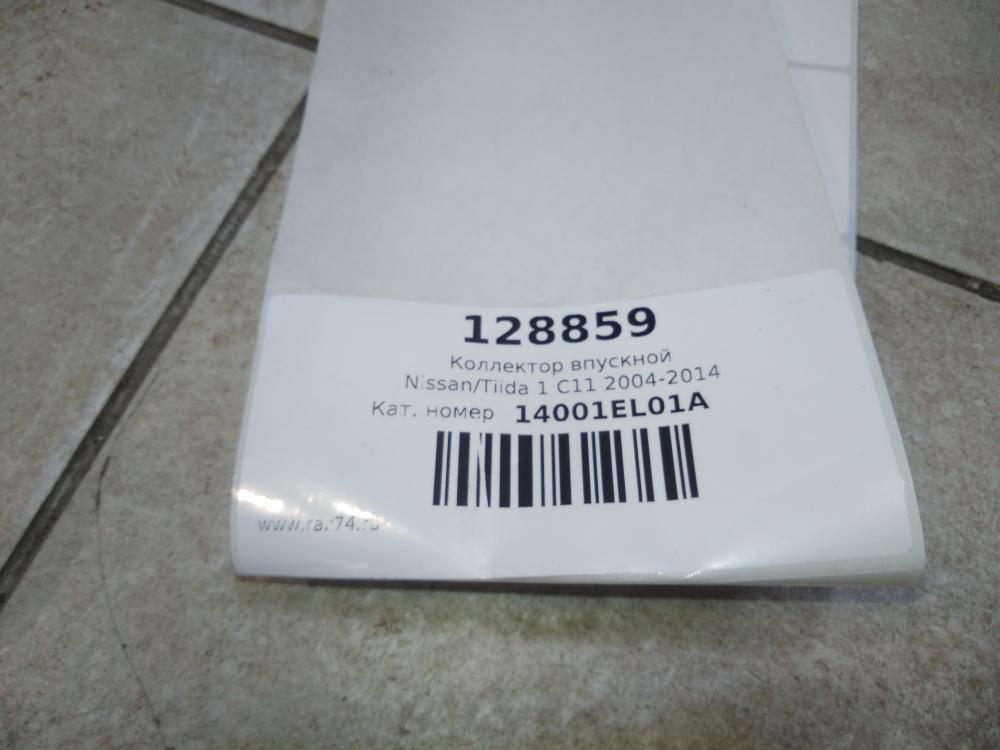 128859
Коллектор впускной
Nissan/Tiida 1 C11 2004-2014
Кат. номер 14001EL01A